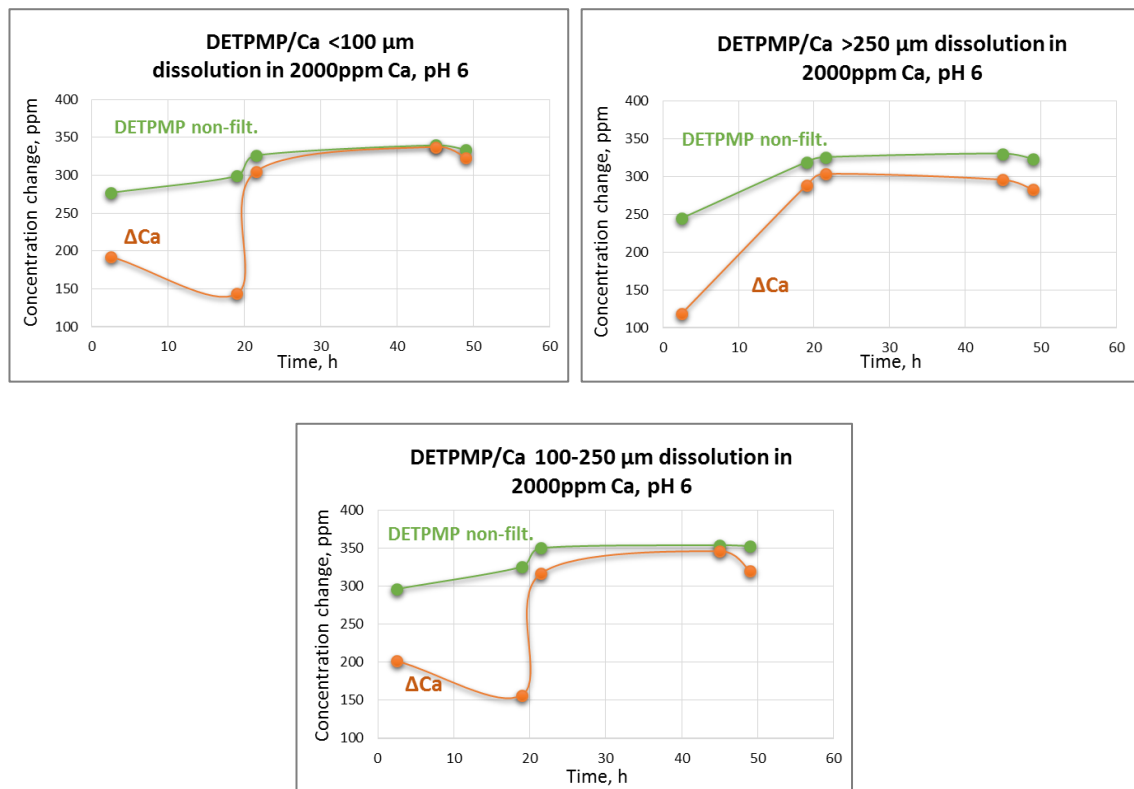 DETPMP/Ca <100 µm
dissolution in 2000ppm Ca, pH 6
Concentration change, ppm
400
350
300
250
200
150
100
DETPMP non-filt.
ΔCa
0
10
20
30
40
50
60
Time, h
DETPMP/Ca >250 µm dissolution in
2000ppm Ca, pH 6
Concentration change, ppm
400
350
300
250
200
150
100
DETPMP non-filt.
ΔCa
0
10
20
30
40
50
60
Time, h
DETPMP/Ca 100-250 µm dissolution in
2000ppm Ca, pH 6
Concentration change, ppm
400
350
300
250
200
150
100
DETPMP non-filt.
ΔCa
0
10
20
30
40
50
60
Time, h